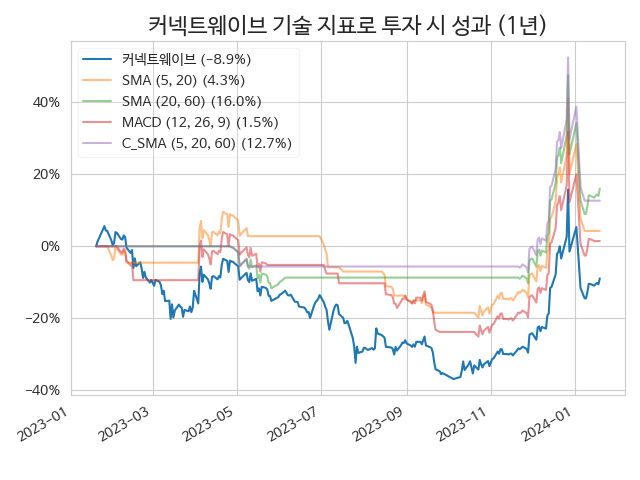 커넥트웨이브 기술 지표로 투자 시 성과 (1년)
커넥트웨이브 (-8.9%)
SMA (5, 20) (4.3%)
SMA (20, 60) (16.0%)
MACD (12, 26, 9) (1.5%)
C_SMA (5, 20, 60) (12.7%)
40%
20%
0%
-20%
-40%
2023-01
2023-03
2023-05
2023-07
2023-09
2023-11
2024-01